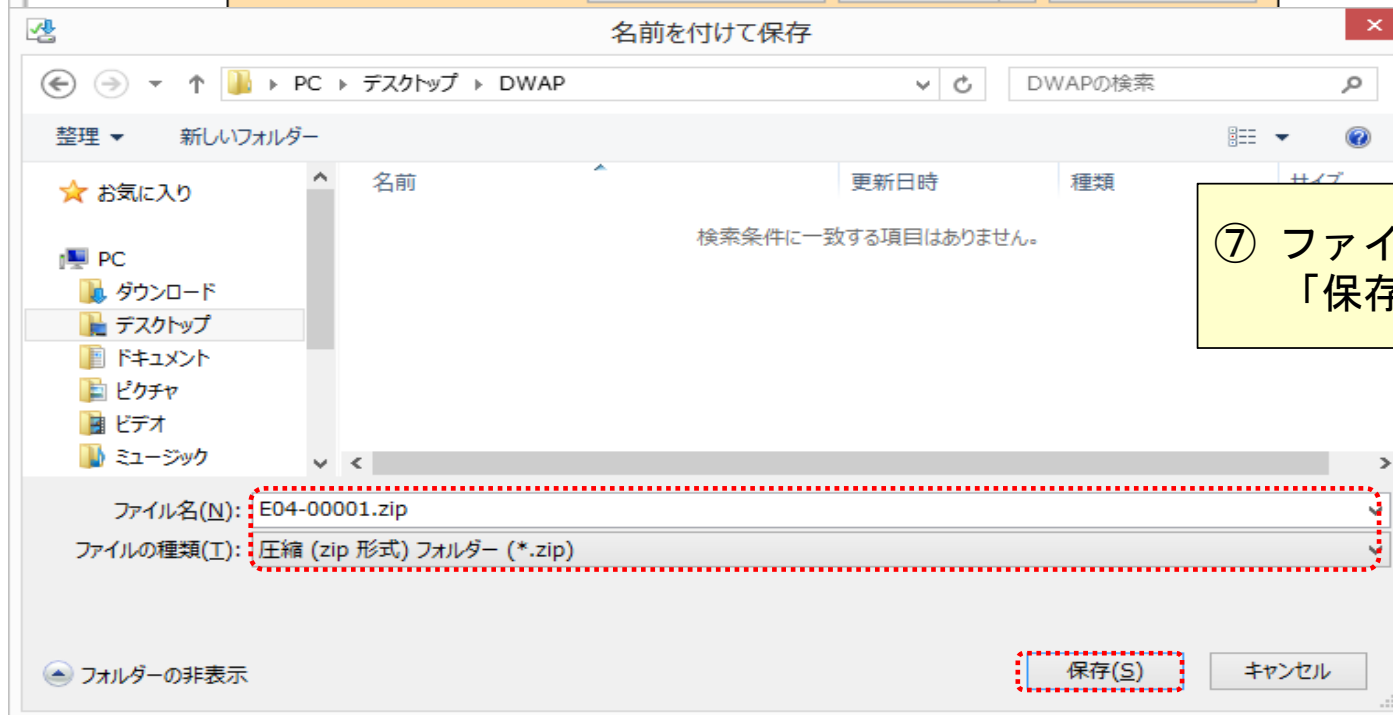 名前を付けて保存
PC デスクトップ DWAP
DWAPの検索
整理 新しいフォルダー
お気に入り
PC
ダウンロード
デスクトップ
ドキュメント
ピクチャ
ビデオ
ミュージック
名前 更新日時 種類 サイズ
検索条件に一致する項目はありません。
⑦ ファイ
「保存
ファイル名(N): E04-00001.zip
ファイルの種類(T): 圧縮 (zip 形式) フォルダー (*.zip)
フォルダーの非表示
保存(S) キャンセル